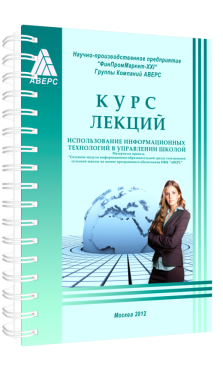 АВЕРС
Научно-производственное предприятие
"ФинПромМаркет-XXI"
Группы Компаний АВЕРС
КУРС
ЛЕКЦИЙ
ИСПОЛЬЗОВАНИЕ ИНФОРМАЦИОННЫХ
ТЕХНОЛОГИЙ В УПРАВЛЕНИИ ШКОЛОЙ
Москва 2012